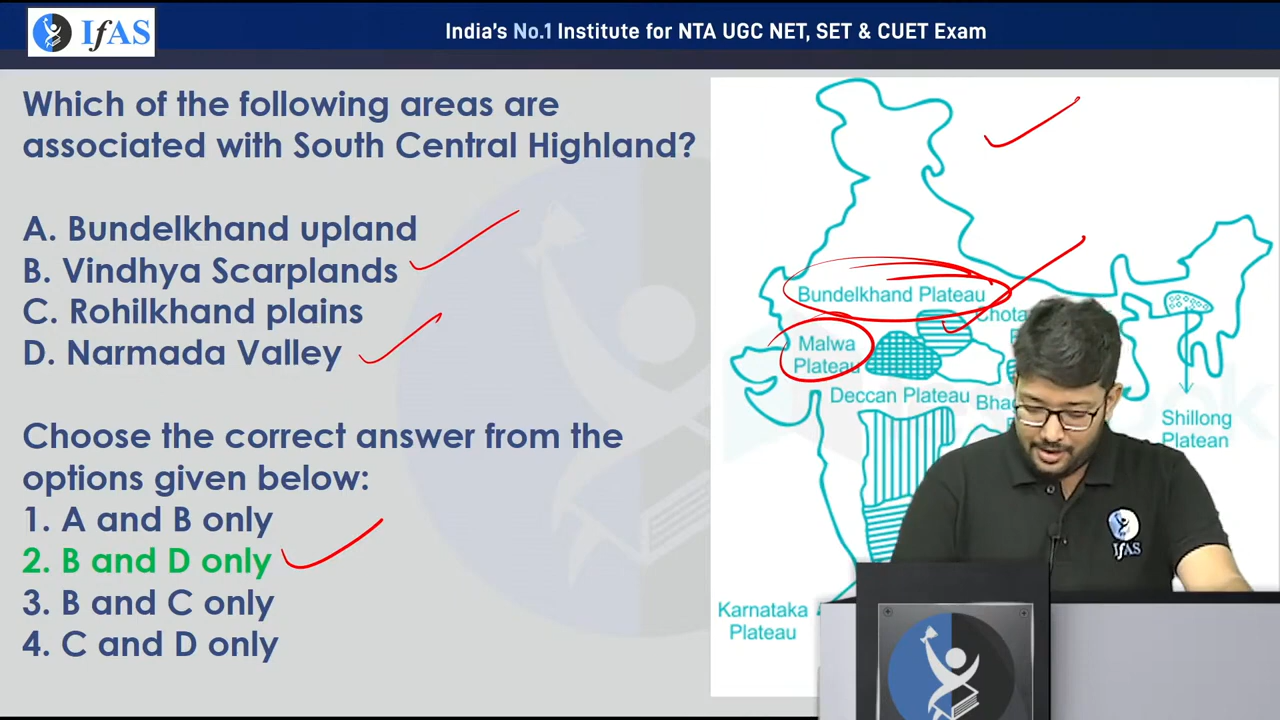 IfAS
India's No.1 Institute for NTA UGC NET, SET & CUET Exam
Which of the following areas are
associated with South Central Highland?
A. Bundelkhand upland
B. Vindhya Scarplands
C. Rohilkhand plains
D. Narmada Valley
Choose the correct answer from the
options given below:
1. A and B only
2. B and D only
3. B and C only
4. C and D only
Bundelkhand Plateau
Malwa
Plateau
Deccan Plateau
Shillong
Platean
Karnataka
Plateau
IfAS